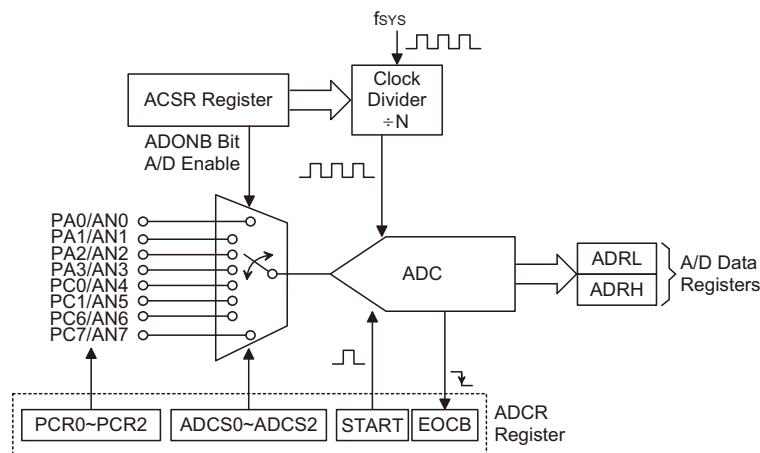 fSYS
Clock
Divider
÷N
ACSR Register
ADONB Bit
A/D Enable
PA0/AN0
PA1/AN1
PA2/AN2
PA3/AN3
PC0/AN4
PC1/AN5
PC6/AN6
PC7/AN7
ADC
ADRL
ADRH
A/D Data
Registers
PCR0~PCR2
ADCS0~ADCS2
START
EOCB
ADCR
Register